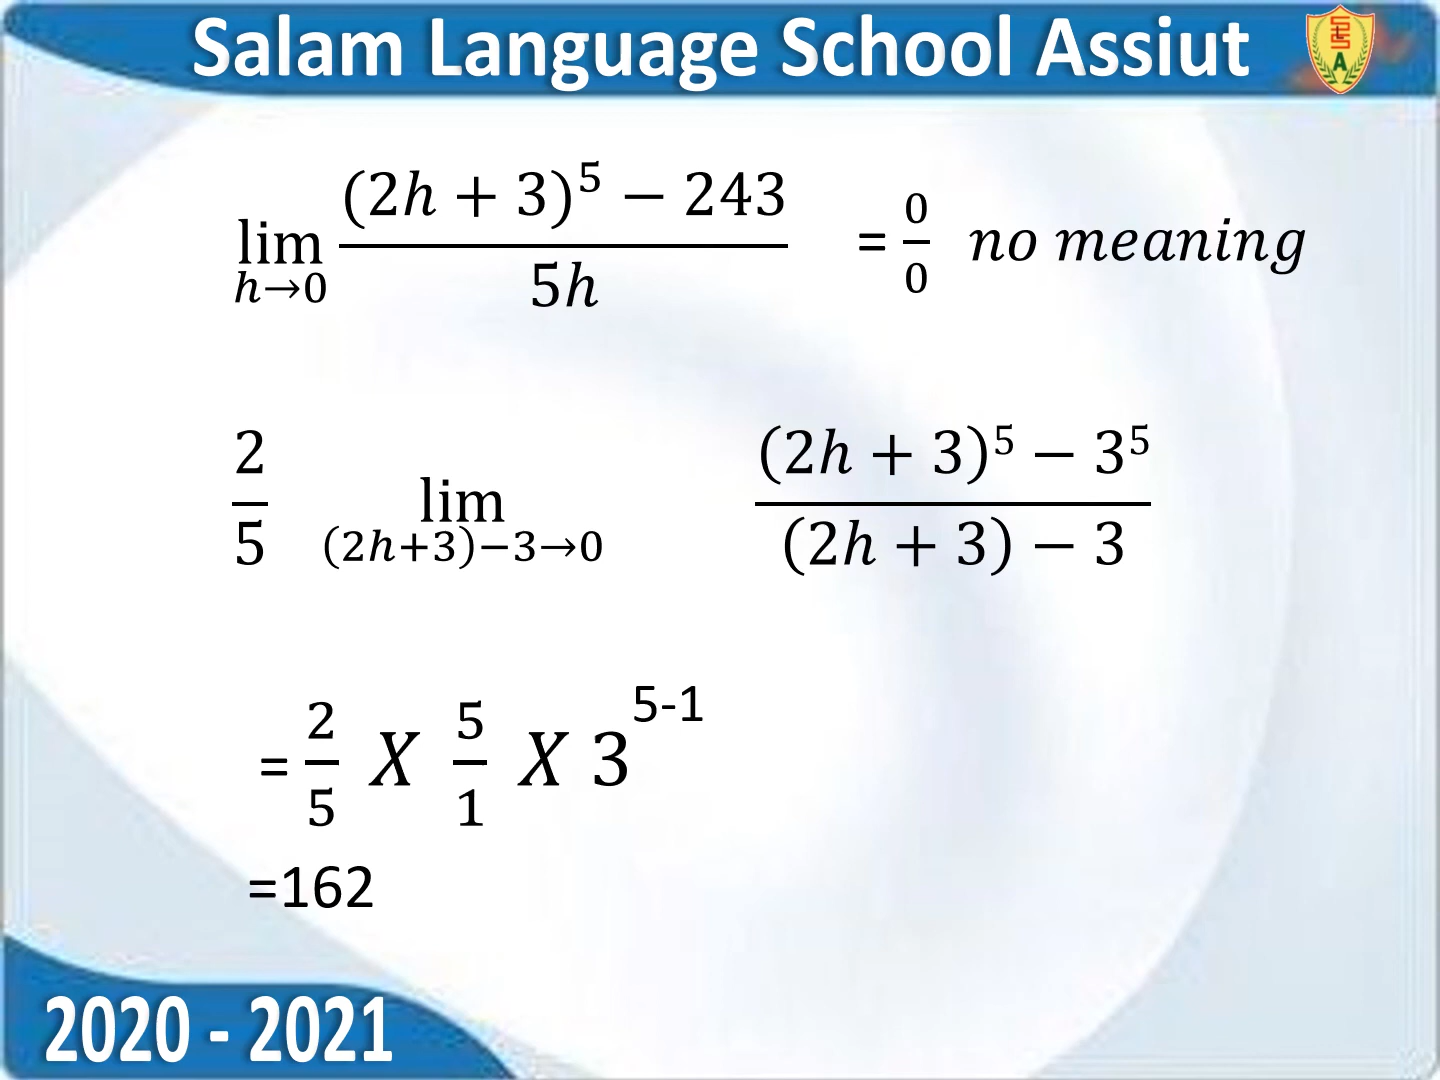 Salam Language School Assiut
S L S A
lim h→0 (2h + 3)^5 − 243 / 5h = 0/0 no meaning
2/5 lim (2h+3)−3→0 (2h + 3)^5 − 3^5 / (2h + 3) − 3
= 2/5 X 5/1 X 3^5-1
=162
2020 - 2021